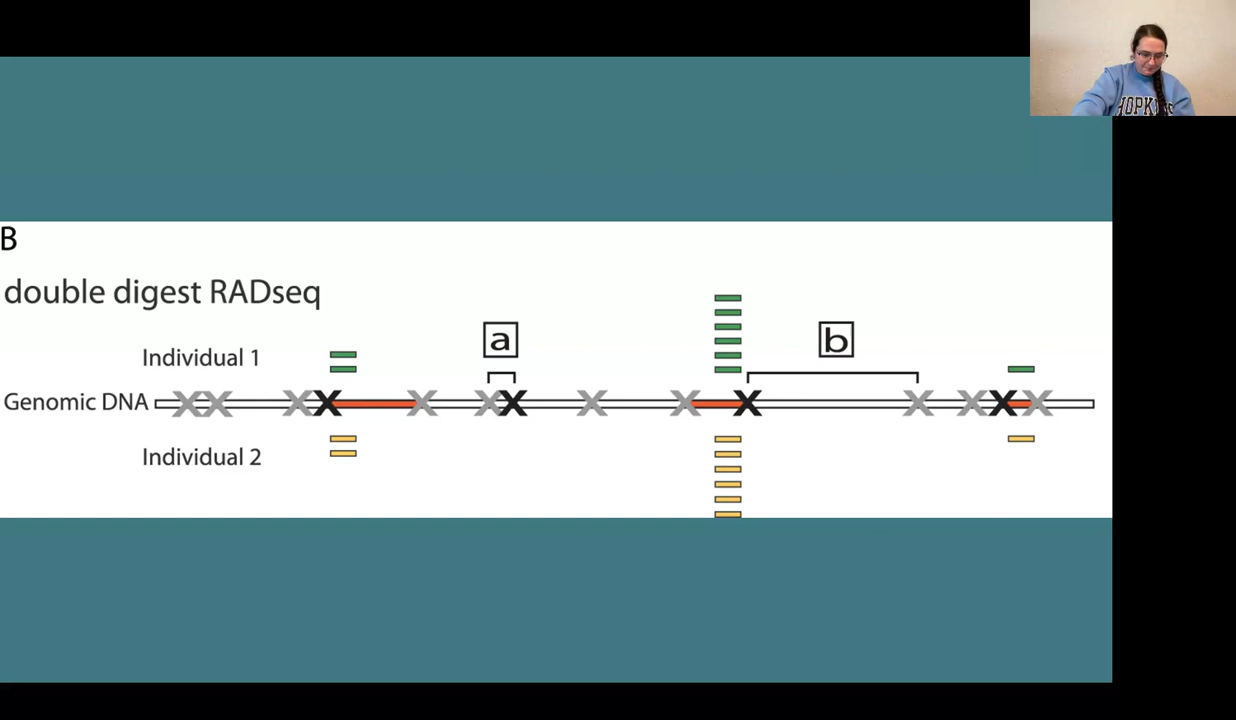 B
double digest RADseq
a
b
Individual 1
Genomic DNA
Individual 2